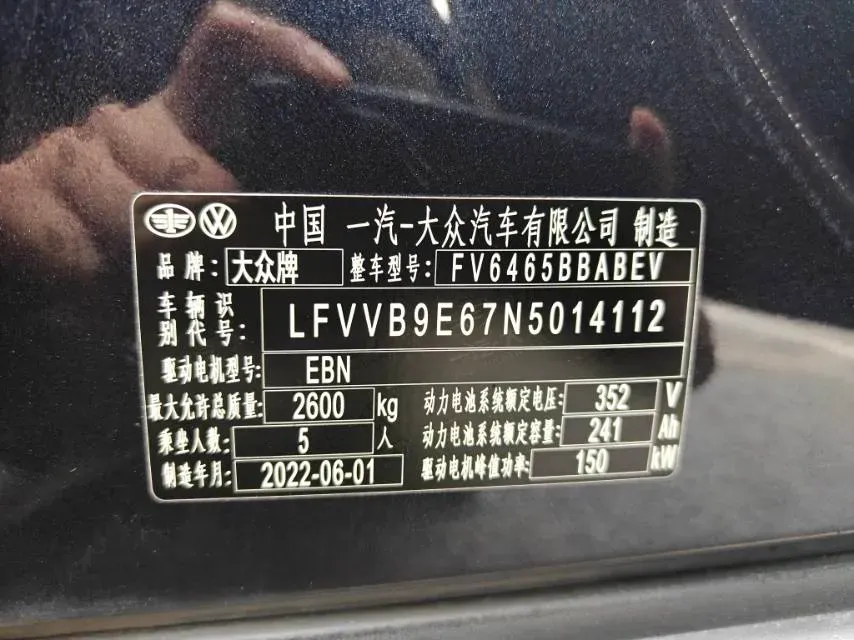 中国 一汽-大众汽车有限公司 制造
品牌: 大众牌 整车型号: FV6465BBABEV
车辆识别代号: LFVVB9E67N5014112
驱动电机型号: EBN
最大允许总质量: 2600 kg 动力电池系统额定电压: 352 V
乘坐人数: 5 人 动力电池系统额定容量: 241 Ah
制造年月: 2022-06-01 驱动电机峰值功率: 150 kW